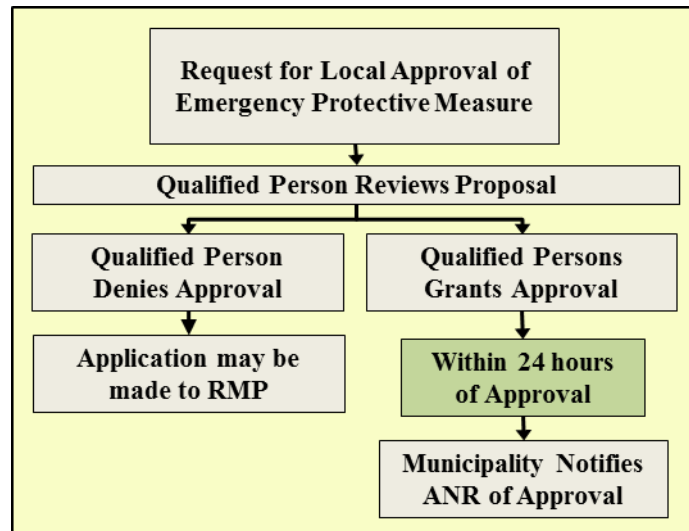 Request for Local Approval of
Emergency Protective Measure
Qualified Person Reviews Proposal
Qualified Person
Denies Approval
Qualified Persons
Grants Approval
Application may be
made to RMP
Within 24 hours
of Approval
Municipality Notifies
ANR of Approval